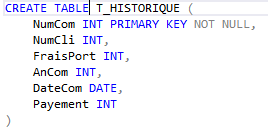 CREATE TABLE T_HISTORIQUE (
    NumCom INT PRIMARY KEY NOT NULL,
    NumCli INT,
    FraisPort INT,
    AnCom INT,
    DateCom DATE,
    Payement INT
)